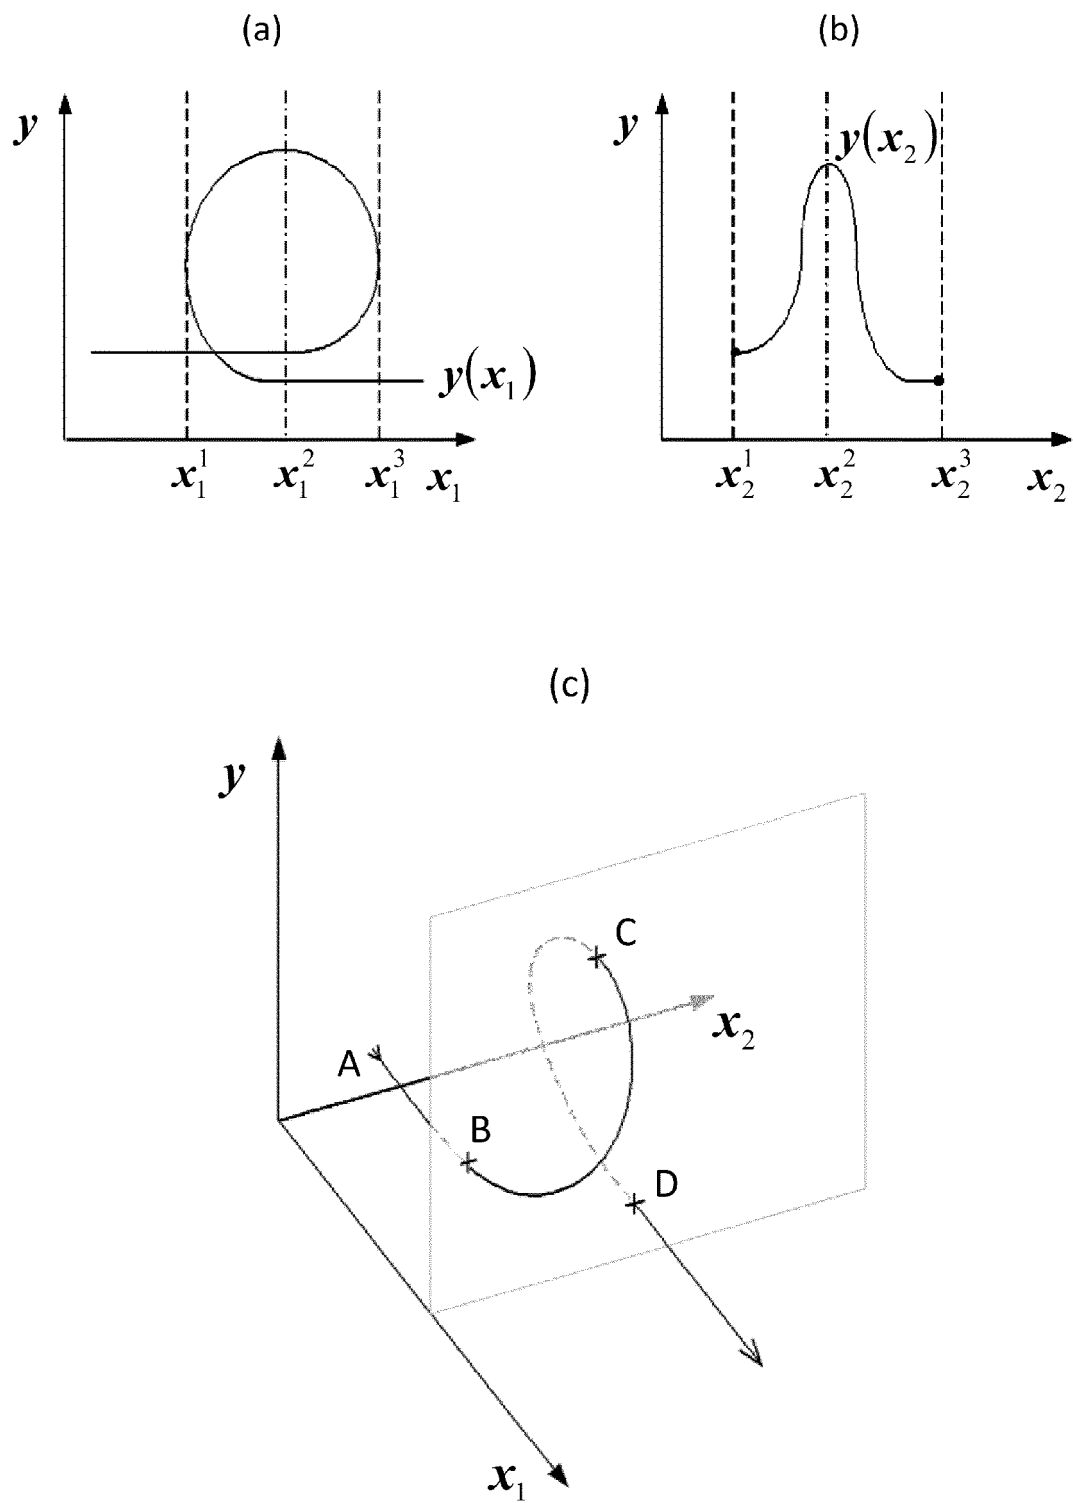 (a) (b)
y y y(x₂)
y(x₁)
x₁¹ x₁² x₁³ x₁ x₂¹ x₂² x₂³ x₂
(c)
y
C
x₂
A
B
D
x₁